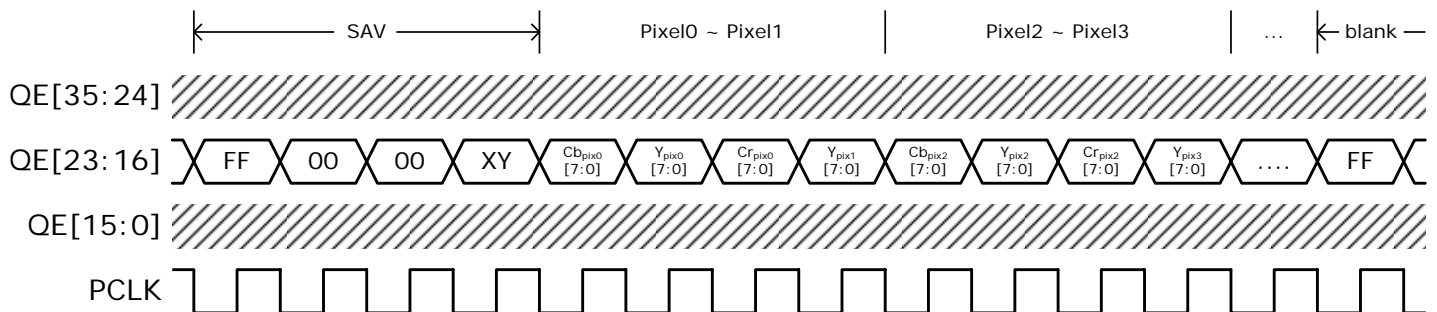 SAV Pixel0 ~ Pixel1 Pixel2 ~ Pixel3 ... blank
QE[35:24]
QE[23:16] FF 00 00 XY Cbpix0 [7:0] Ypix0 [7:0] Crpix0 [7:0] Ypix1 [7:0] Cbpix2 [7:0] Ypix2 [7:0] Crpix2 [7:0] Ypix3 [7:0] .... FF
QE[15:0]
PCLK